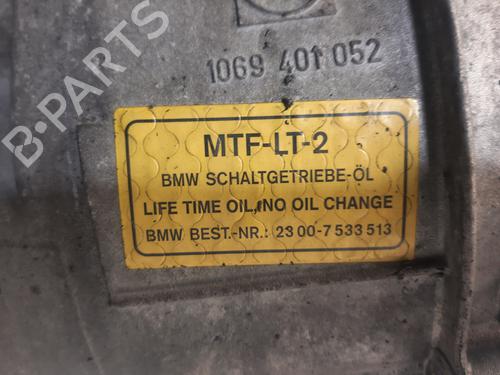 1069 401 052
MTF-LT-2
BMW SCHALTGETRIEBE-ÖL
LIFE TIME OIL, NO OIL CHANGE
BMW BEST.-NR.: 23 00-7 533 513
B-PARTS